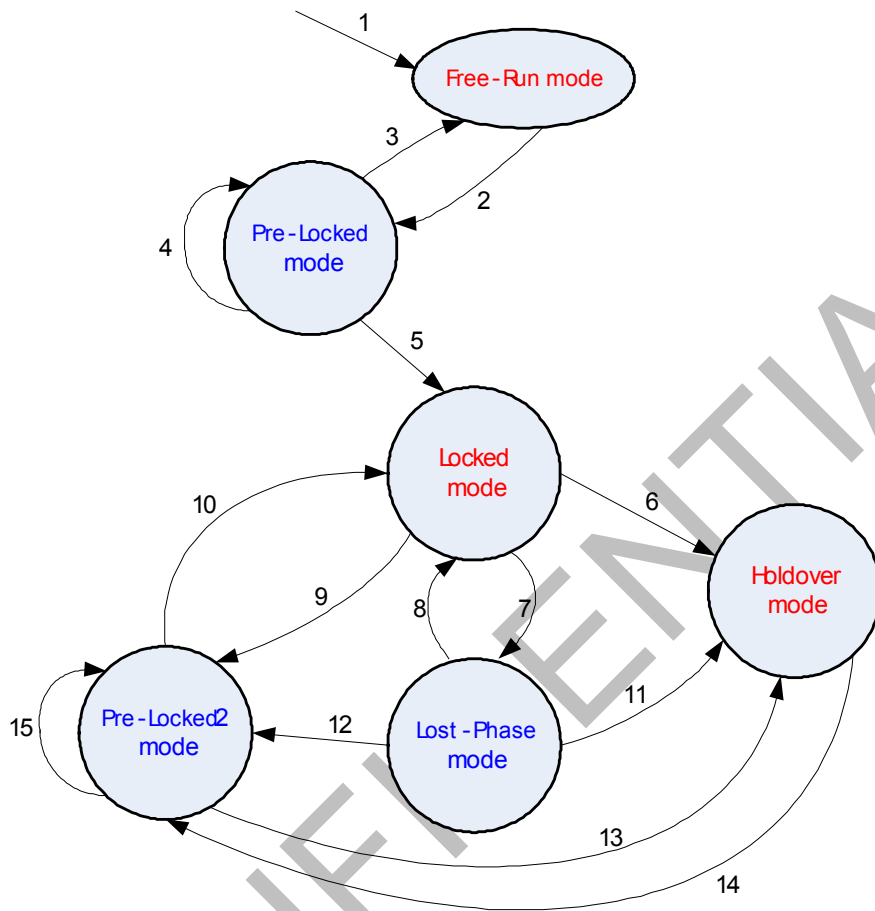 1
Free-Run mode
3
2
Pre-Locked
mode
4
5
Locked
mode
10
6
Holdover
mode
9
8
7
11
Pre-Locked2
mode
15
12
Lost-Phase
mode
13
14
ENTIA